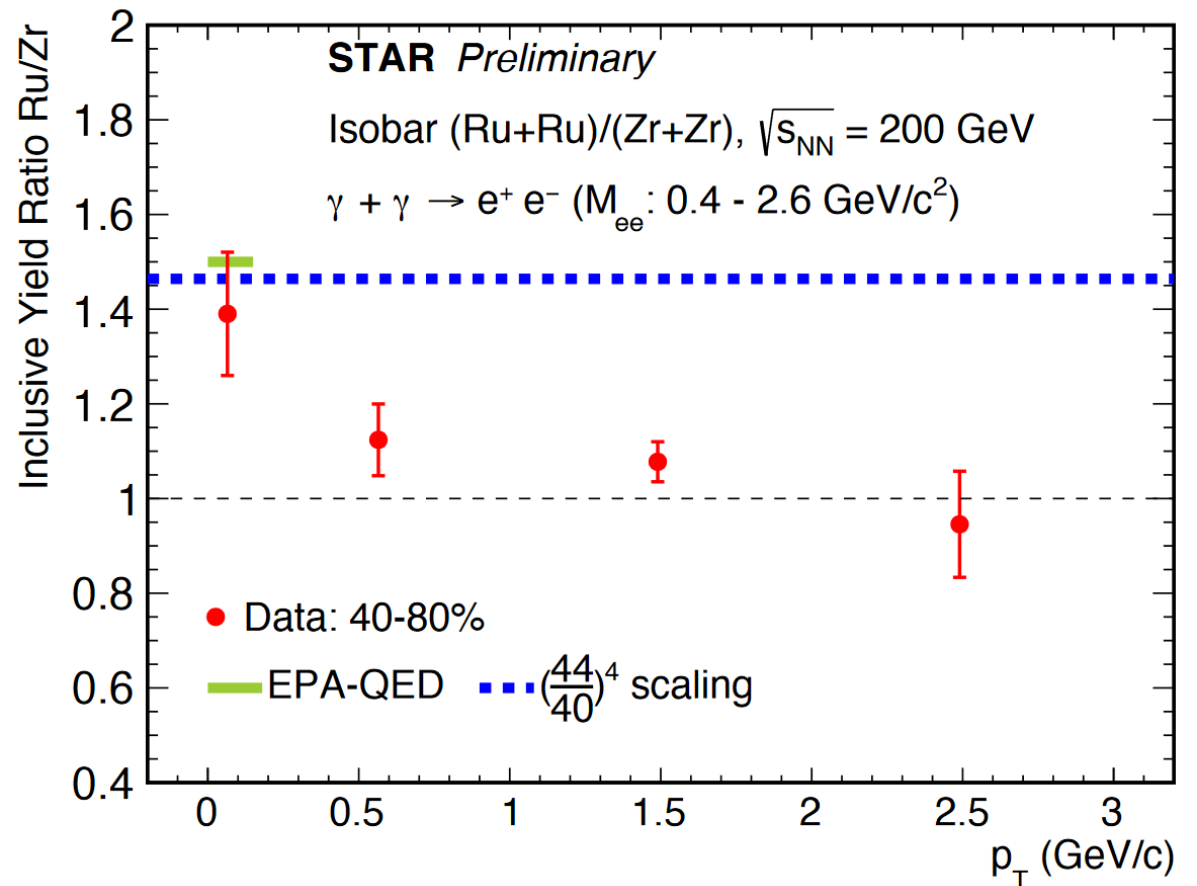 STAR Preliminary
Isobar (Ru+Ru)/(Zr+Zr), √s_NN = 200 GeV
γ + γ → e⁺ e⁻ (M_ee: 0.4 - 2.6 GeV/c²)
Inclusive Yield Ratio Ru/Zr
2
1.8
1.6
1.4
1.2
1
0.8
0.6
0.4
Data: 40-80%
EPA-QED
(44/40)⁴ scaling
0 0.5 1 1.5 2 2.5 3
p_T (GeV/c)